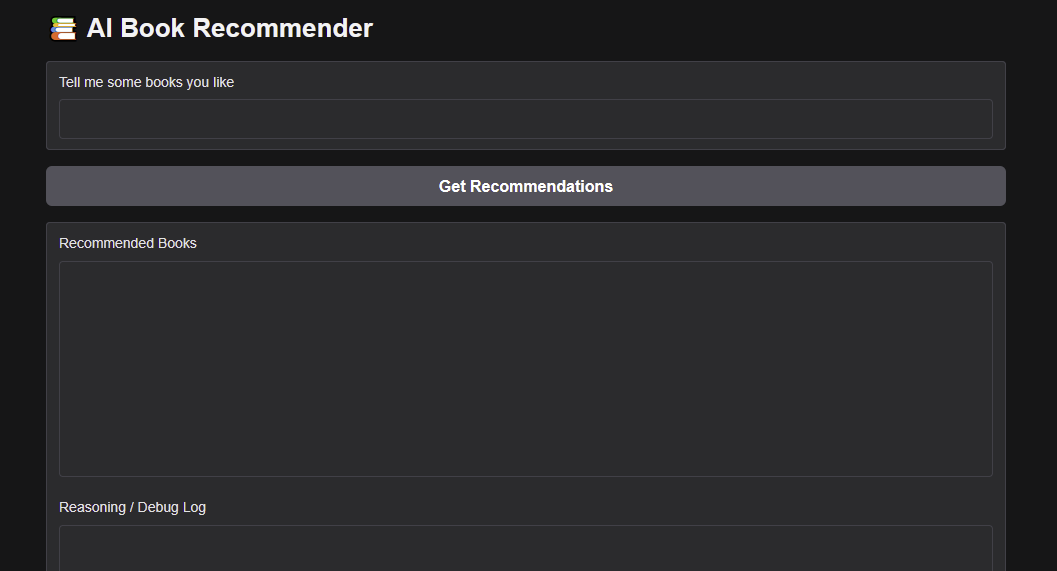 AI Book Recommender
Tell me some books you like
Get Recommendations
Recommended Books
Reasoning / Debug Log